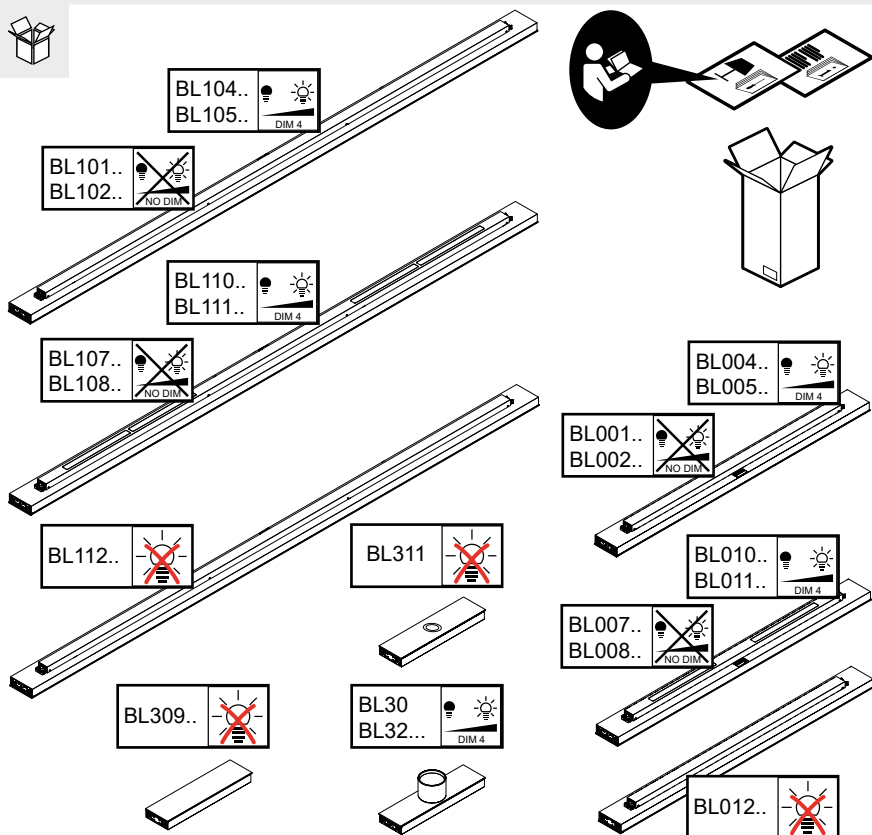 BL104..
BL105..
DIM 4
BL101..
BL102..
NO DIM
BL110..
BL111..
DIM 4
BL107..
BL108..
NO DIM
BL004..
BL005..
DIM 4
BL001..
BL002..
NO DIM
BL112..
BL311
BL010..
BL011..
DIM 4
BL007..
BL008..
NO DIM
BL309..
BL30
BL32...
DIM 4
BL012..